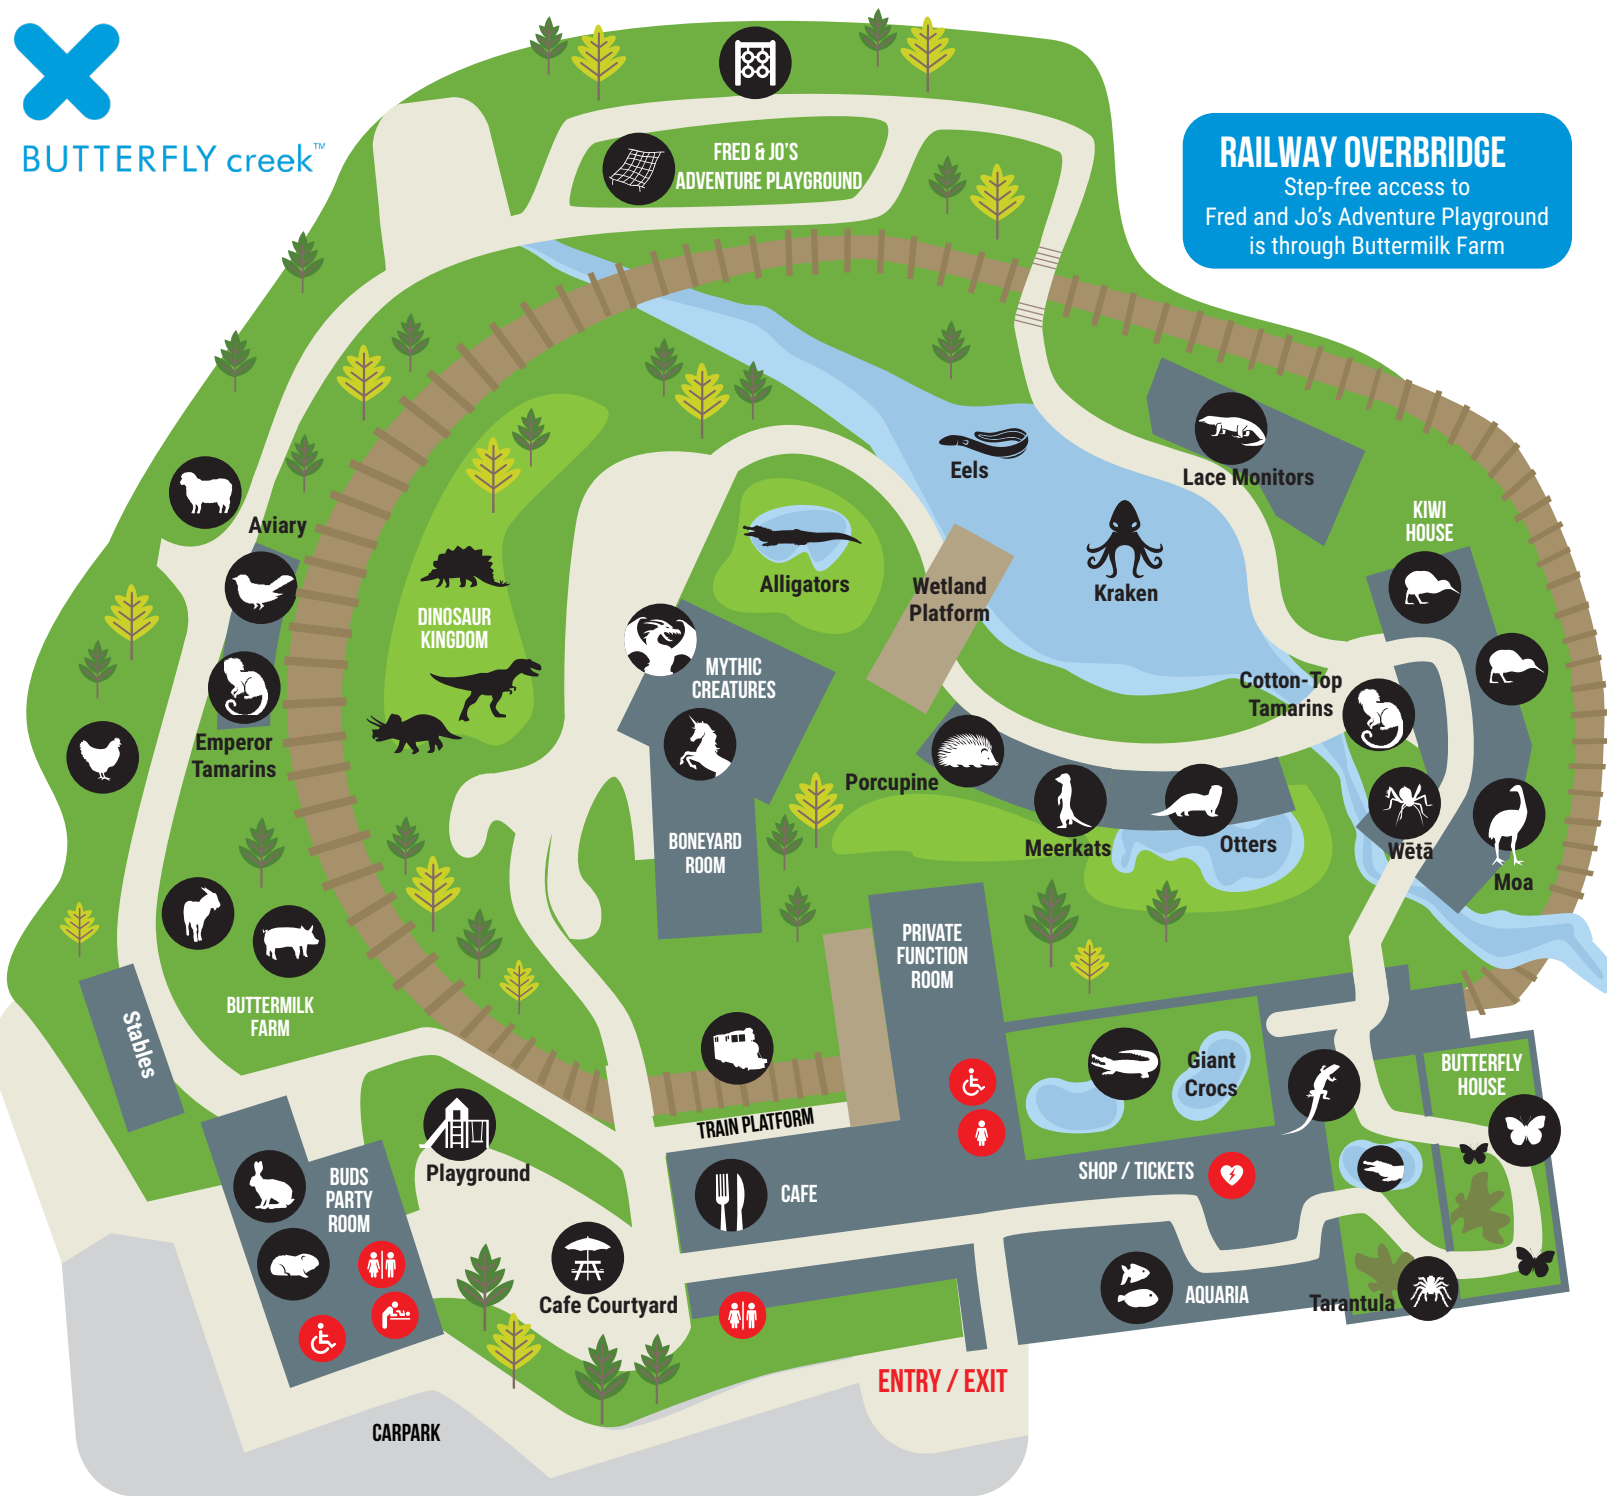 BUTTERFLY creek™
RAILWAY OVERBRIDGE
Step-free access to
Fred and Jo's Adventure Playground
is through Buttermilk Farm
FRED & JO'S
ADVENTURE PLAYGROUND
Eels
Lace Monitors
KIWI
HOUSE
Aviary
Alligators
Wetland
Platform
Kraken
DINOSAUR
KINGDOM
MYTHIC
CREATURES
Cotton-Top
Tamarins
Emperor
Tamarins
Porcupine
BONEYARD
ROOM
Meerkats
Otters
Wētā
Moa
PRIVATE
FUNCTION
ROOM
BUTTERMILK
FARM
Stables
Giant
Crocs
BUTTERFLY
HOUSE
TRAIN PLATFORM
Playground
BUDS
PARTY
ROOM
CAFE
SHOP / TICKETS
Cafe Courtyard
AQUARIA
Tarantula
ENTRY / EXIT
CARPARK